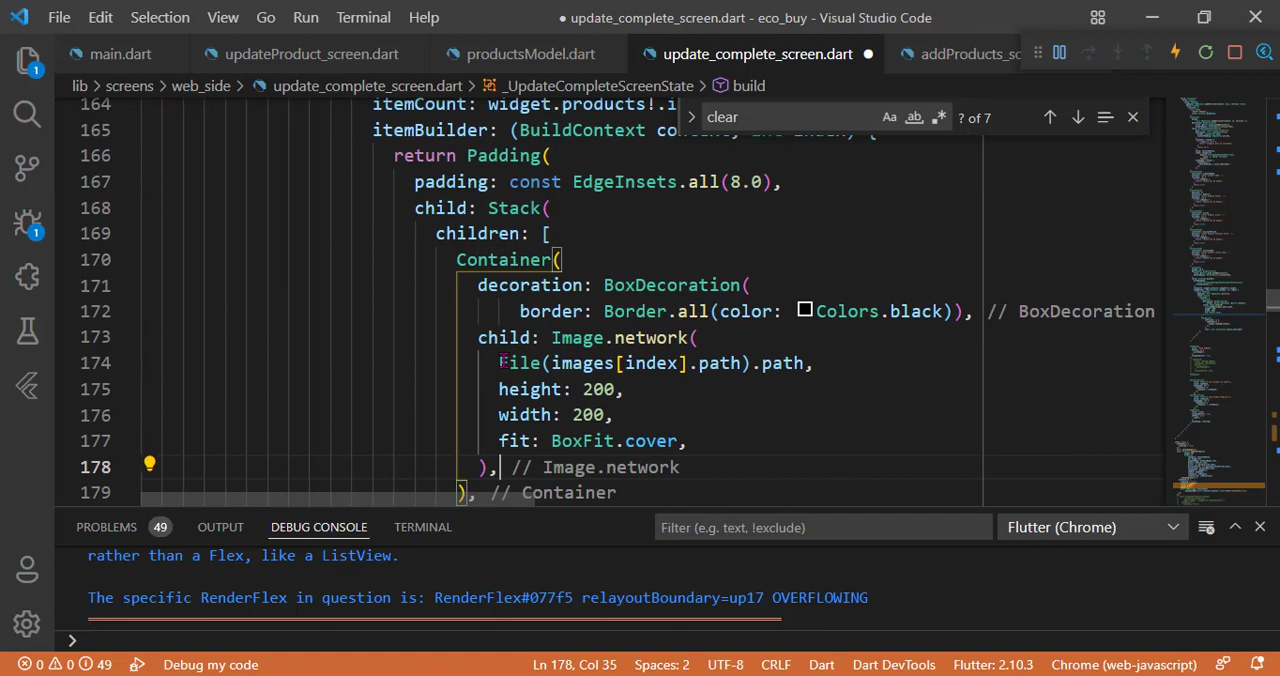 File Edit Selection View Go Run Terminal Help
● update_complete_screen.dart - eco_buy - Visual Studio Code
main.dart updateProduct_screen.dart productsModel.dart update_complete_screen.dart ● addProducts_sc
1
lib > screens > web_side > update_complete_screen.dart > _UpdateCompleteScreenState > build
clear Aa ab ? of 7
164 itemCount: widget.products!.i
165 itemBuilder: (BuildContext con
166 return Padding(
167 padding: const EdgeInsets.all(8.0),
168 child: Stack(
169 children: [
170 Container(
171 decoration: BoxDecoration(
172 border: Border.all(color: Colors.black)), // BoxDecoration
173 child: Image.network(
174 File(images[index].path).path,
175 height: 200,
176 width: 200,
177 fit: BoxFit.cover,
178 ), // Image.network
179 ), // Container
1
PROBLEMS 49 OUTPUT DEBUG CONSOLE TERMINAL Filter (e.g. text, !exclude) Flutter (Chrome)
rather than a Flex, like a ListView.
The specific RenderFlex in question is: RenderFlex#077f5 relayoutBoundary=up17 OVERFLOWING
0 0 49 Debug my code Ln 178, Col 35 Spaces: 2 UTF-8 CRLF Dart Dart DevTools Flutter: 2.10.3 Chrome (web-javascript)